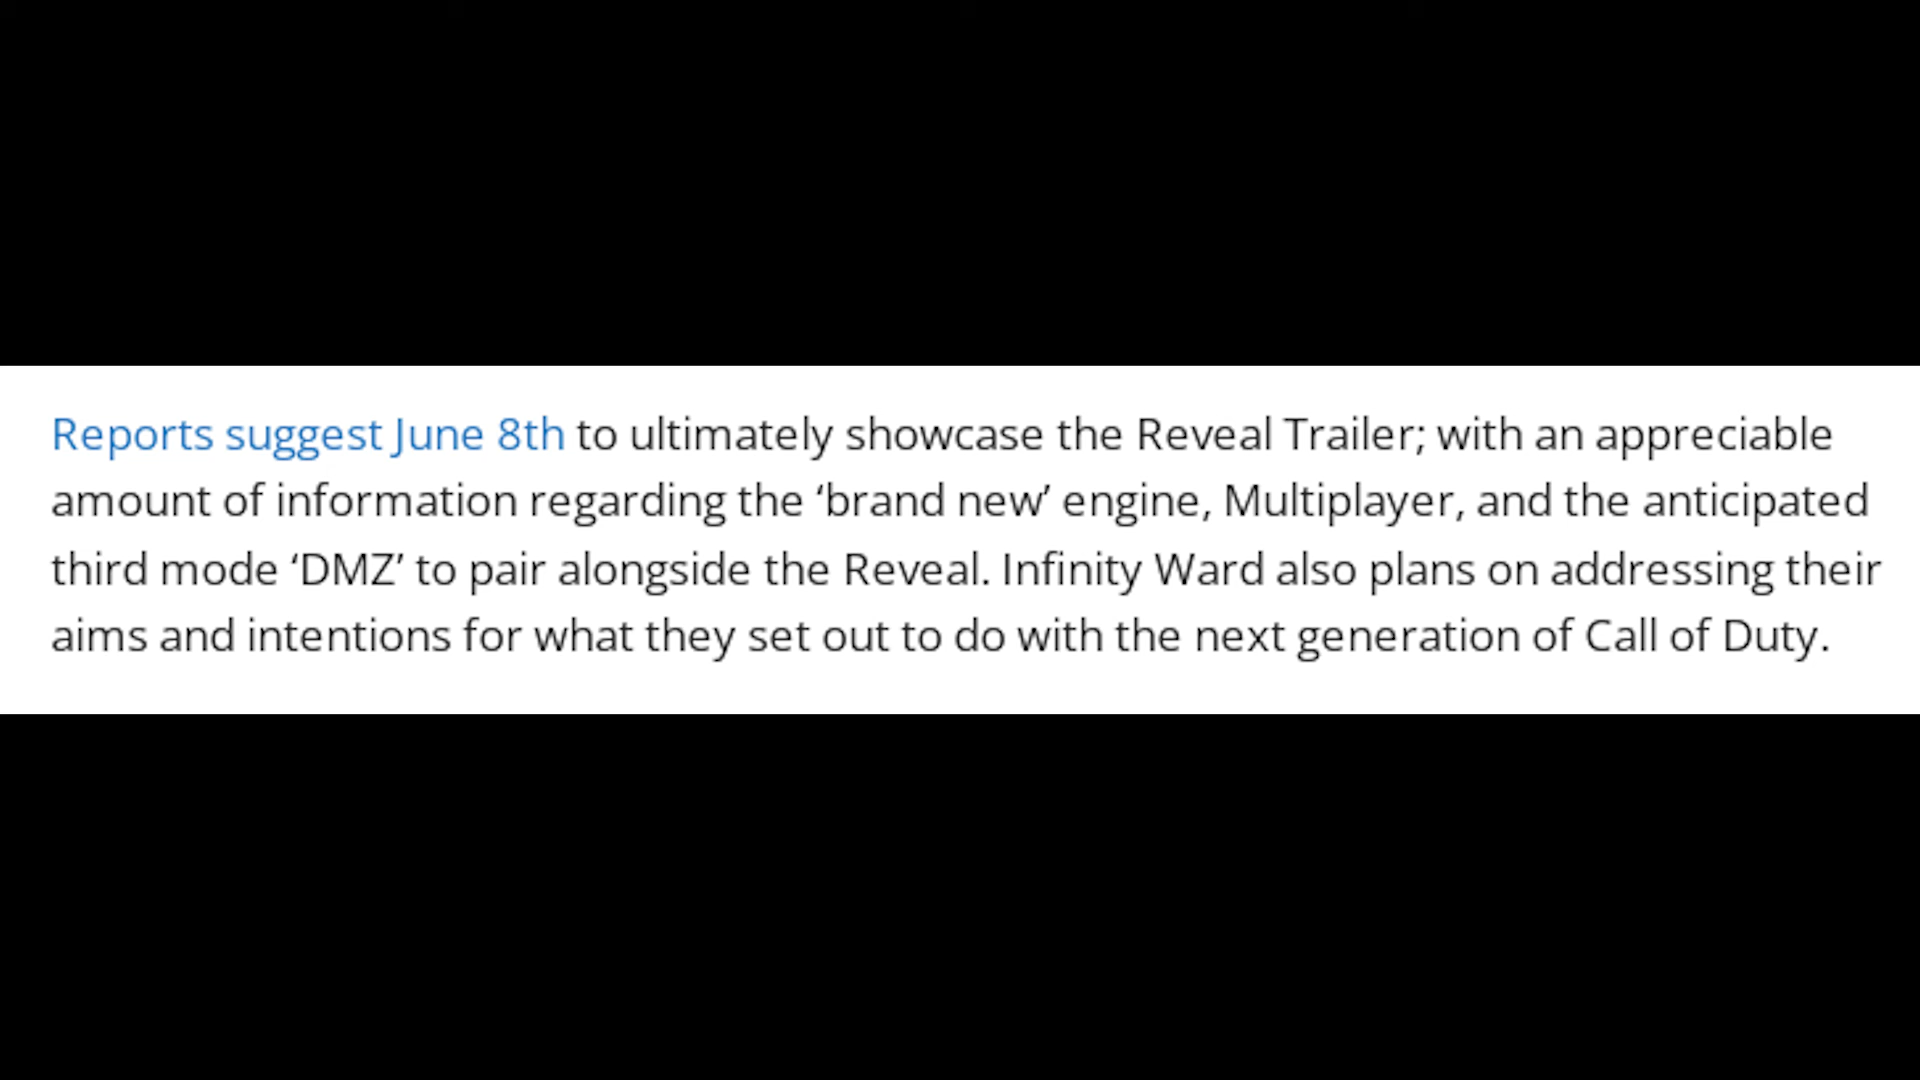 Reports suggest June 8th to ultimately showcase the Reveal Trailer; with an appreciable
amount of information regarding the ‘brand new’ engine, Multiplayer, and the anticipated
third mode ‘DMZ’ to pair alongside the Reveal. Infinity Ward also plans on addressing their
aims and intentions for what they set out to do with the next generation of Call of Duty.